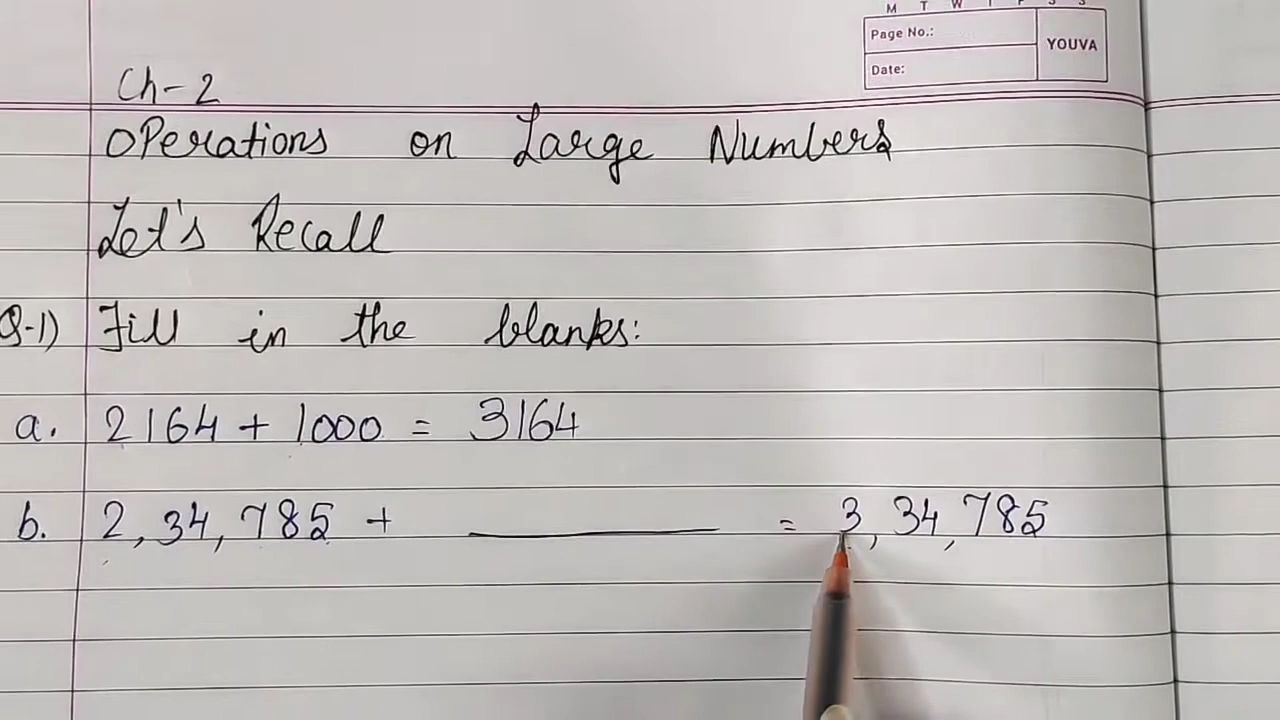 M T W T F S S
Page No.:
YOUVA
Date:
Ch-2
Operations on Large Numbers
Let's Recall
Q-1) Fill in the blanks:
a. 2164 + 1000 = 3164
b. 2,34,785 + ________ = 3,34,785